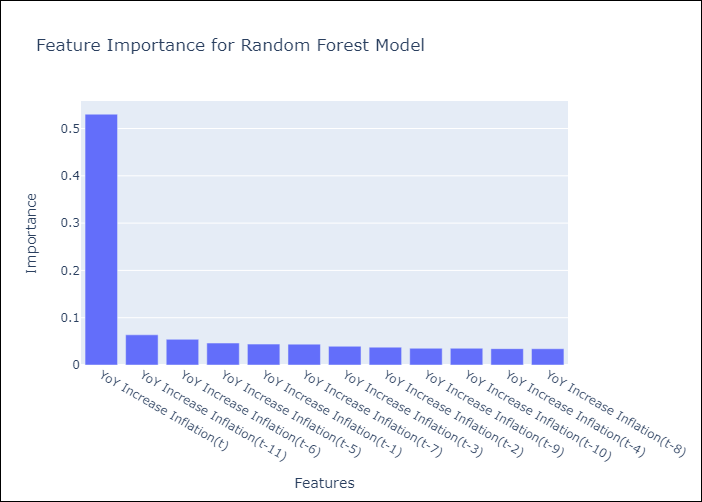 Feature Importance for Random Forest Model
Importance
0.5
0.4
0.3
0.2
0.1
0
YoY Increase Inflation(t)
YoY Increase Inflation(t-11)
YoY Increase Inflation(t-6)
YoY Increase Inflation(t-5)
YoY Increase Inflation(t-1)
YoY Increase Inflation(t-7)
YoY Increase Inflation(t-3)
YoY Increase Inflation(t-2)
YoY Increase Inflation(t-9)
YoY Increase Inflation(t-10)
YoY Increase Inflation(t-4)
YoY Increase Inflation(t-8)
Features